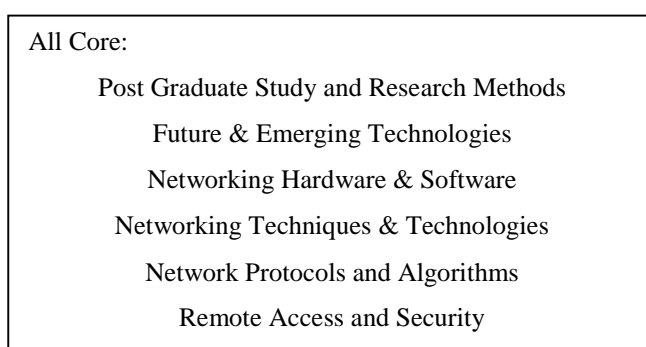 All Core:
Post Graduate Study and Research Methods
Future & Emerging Technologies
Networking Hardware & Software
Networking Techniques & Technologies
Network Protocols and Algorithms
Remote Access and Security